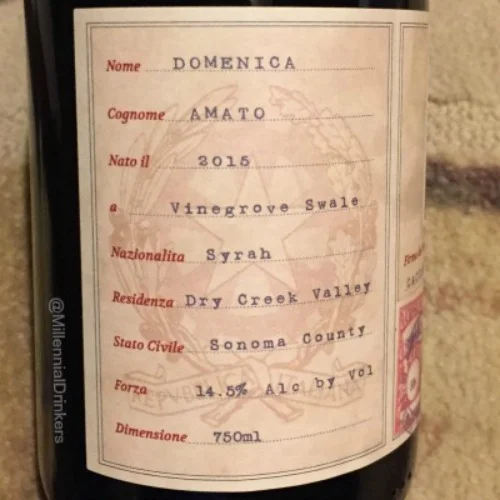 Nome DOMENICA
Cognome AMATO
Nato il 2015
a Vinegrove Swale
Nazionalita Syrah
Residenza Dry Creek Valley
Stato Civile Sonoma County
Forza 14.5% Alc by Vol
Dimensione 750ml
@MillennialDrinkers